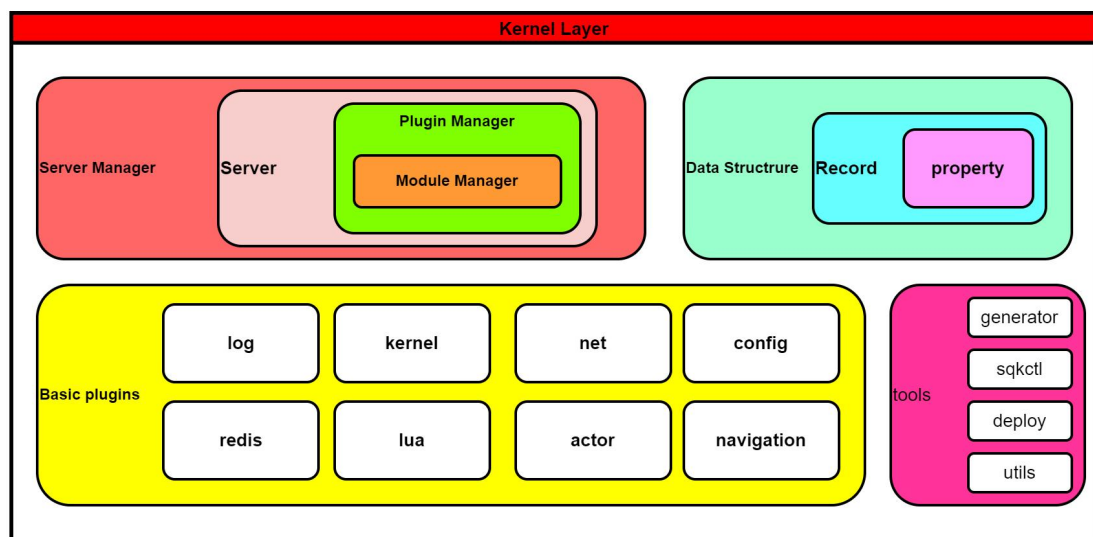 Kernel Layer
Server Manager
Server
Plugin Manager
Module Manager
Data Structrure
Record
property
Basic plugins
log
kernel
net
config
redis
lua
actor
navigation
tools
generator
sqkctl
deploy
utils